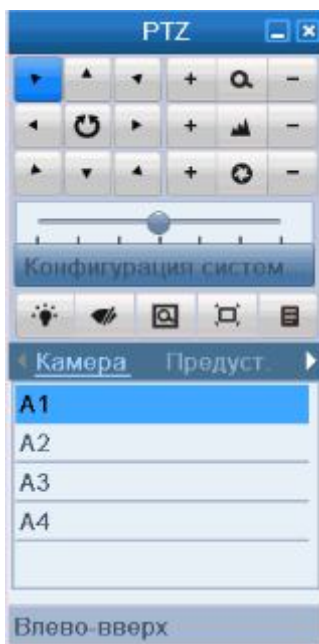 PTZ
Конфигурация систем
Камера Предуст.
A1
A2
A3
A4
Влево-вверх